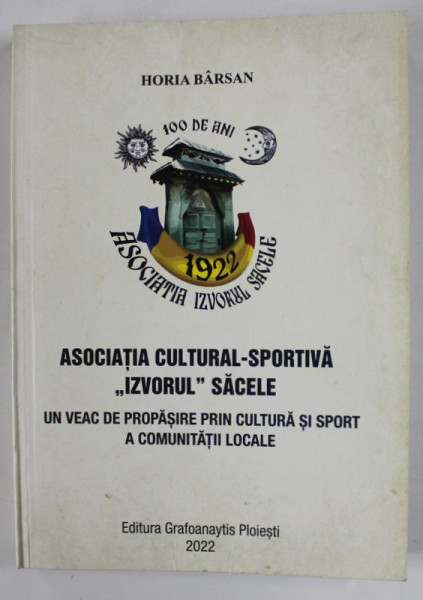 HORIA BÂRSAN
100 DE ANI
1922
ASOCIAȚIA IZVORUL SĂCELE
ASOCIAȚIA CULTURAL-SPORTIVĂ
„IZVORUL” SĂCELE
UN VEAC DE PROPĂȘIRE PRIN CULTURĂ ȘI SPORT
A COMUNITĂȚII LOCALE
Editura Grafoanaytis Ploiești
2022